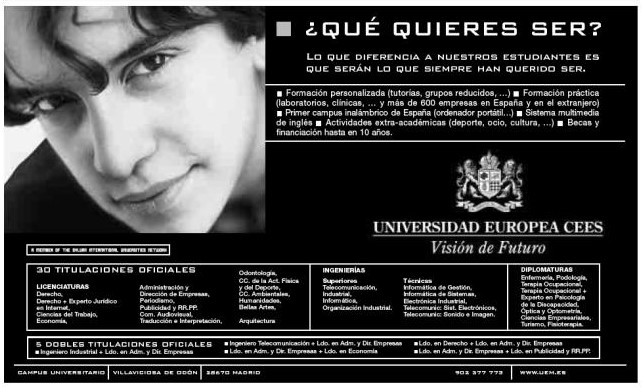 ¿QUÉ QUIERES SER?
LO QUE DIFERENCIA A NUESTROS ESTUDIANTES ES
QUE SERÁN LO QUE SIEMPRE HAN QUERIDO SER.
■ Formación personalizada (tutorías, grupos reducidos, ...) ■ Formación práctica
(laboratorios, clínicas, ... y más de 600 empresas en España y en el extranjero)
■ Primer campus inalámbrico de España (ordenador portátil...) ■ Sistema multimedia
de inglés ■ Actividades extra-académicas (deporte, ocio, cultura, ...) ■ Becas y
financiación hasta en 10 años.
UNIVERSIDAD EUROPEA CEES
Visión de Futuro
A MEMBER OF THE SYLVAN INTERNATIONAL UNIVERSITIES NETWORK
30 TITULACIONES OFICIALES
LICENCIATURAS
Derecho,
Derecho + Experto Jurídico
en Internet,
Ciencias del Trabajo,
Economía,
Administración y
Dirección de Empresas,
Periodismo,
Publicidad y RR.PP.
Com. Audiovisual,
Traducción e Interpretación,
Odontología,
CC. de la Act. Física
y del Deporte,
CC. Ambientales,
Humanidades,
Bellas Artes,
Arquitectura
INGENIERÍAS
Superiores
Telecomunicación,
Industrial,
Informática,
Organización Industrial.
Técnicas
Informática de Gestión,
Informática de Sistemas,
Electrónica Industrial,
Telecomunic: Sist. Electrónicos,
Telecomunic: Sonido e Imagen.
DIPLOMATURAS
Enfermería, Podología,
Terapia Ocupacional,
Terapia Ocupacional +
Experto en Psicología
de la Discapacidad,
Óptica y Optometría,
Ciencias Empresariales,
Turismo, Fisioterapia.
5 DOBLES TITULACIONES OFICIALES
■ Ingeniero Industrial + Ldo. en Adm. y Dir. Empresas
■ Ingeniero Telecomunicación + Ldo. en Adm. y Dir. Empresas
■ Ldo. en Adm. y Dir. Empresas + Ldo. en Economía
■ Ldo. en Derecho + Ldo. en Adm. y Dir. Empresas
■ Ldo. en Adm. y Dir. Empresas + Ldo. en Publicidad y RR.PP.
CAMPUS UNIVERSITARIO | VILLAVICIOSA DE ODÓN | 28670 MADRID
902 377 773 | WWW.UEM.ES